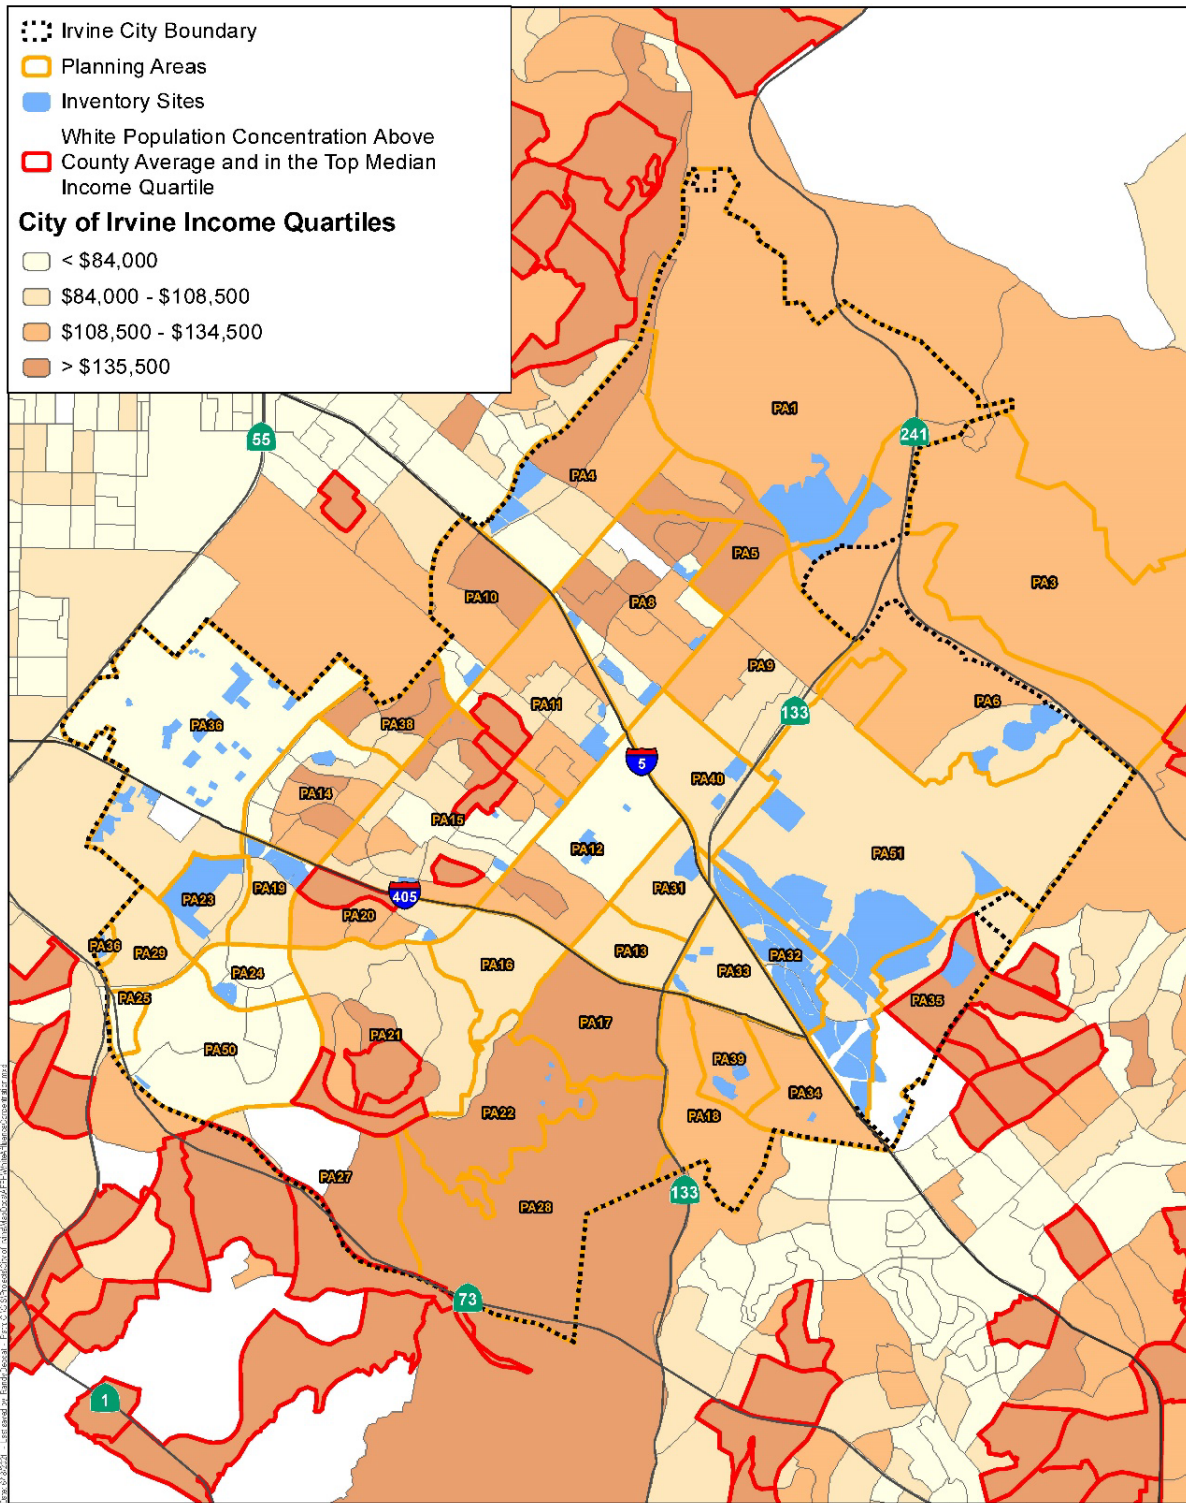 Irvine City Boundary
Planning Areas
Inventory Sites
White Population Concentration Above
County Average and in the Top Median
Income Quartile
City of Irvine Income Quartiles
< $84,000
$84,000 - $108,500
$108,500 - $134,500
> $135,500
PA1
241
55
PA4
PA5
PA3
PA10
PA8
PA9
PA6
PA11
133
PA36
PA38
5
PA40
PA14
PA15
PA12
PA51
PA31
PA23
PA19
405
PA20
PA36
PA29
PA24
PA16
PA13
PA33
PA32
PA25
PA35
PA50
PA21
PA17
PA39
PA34
PA22
PA18
PA27
133
PA28
73
1